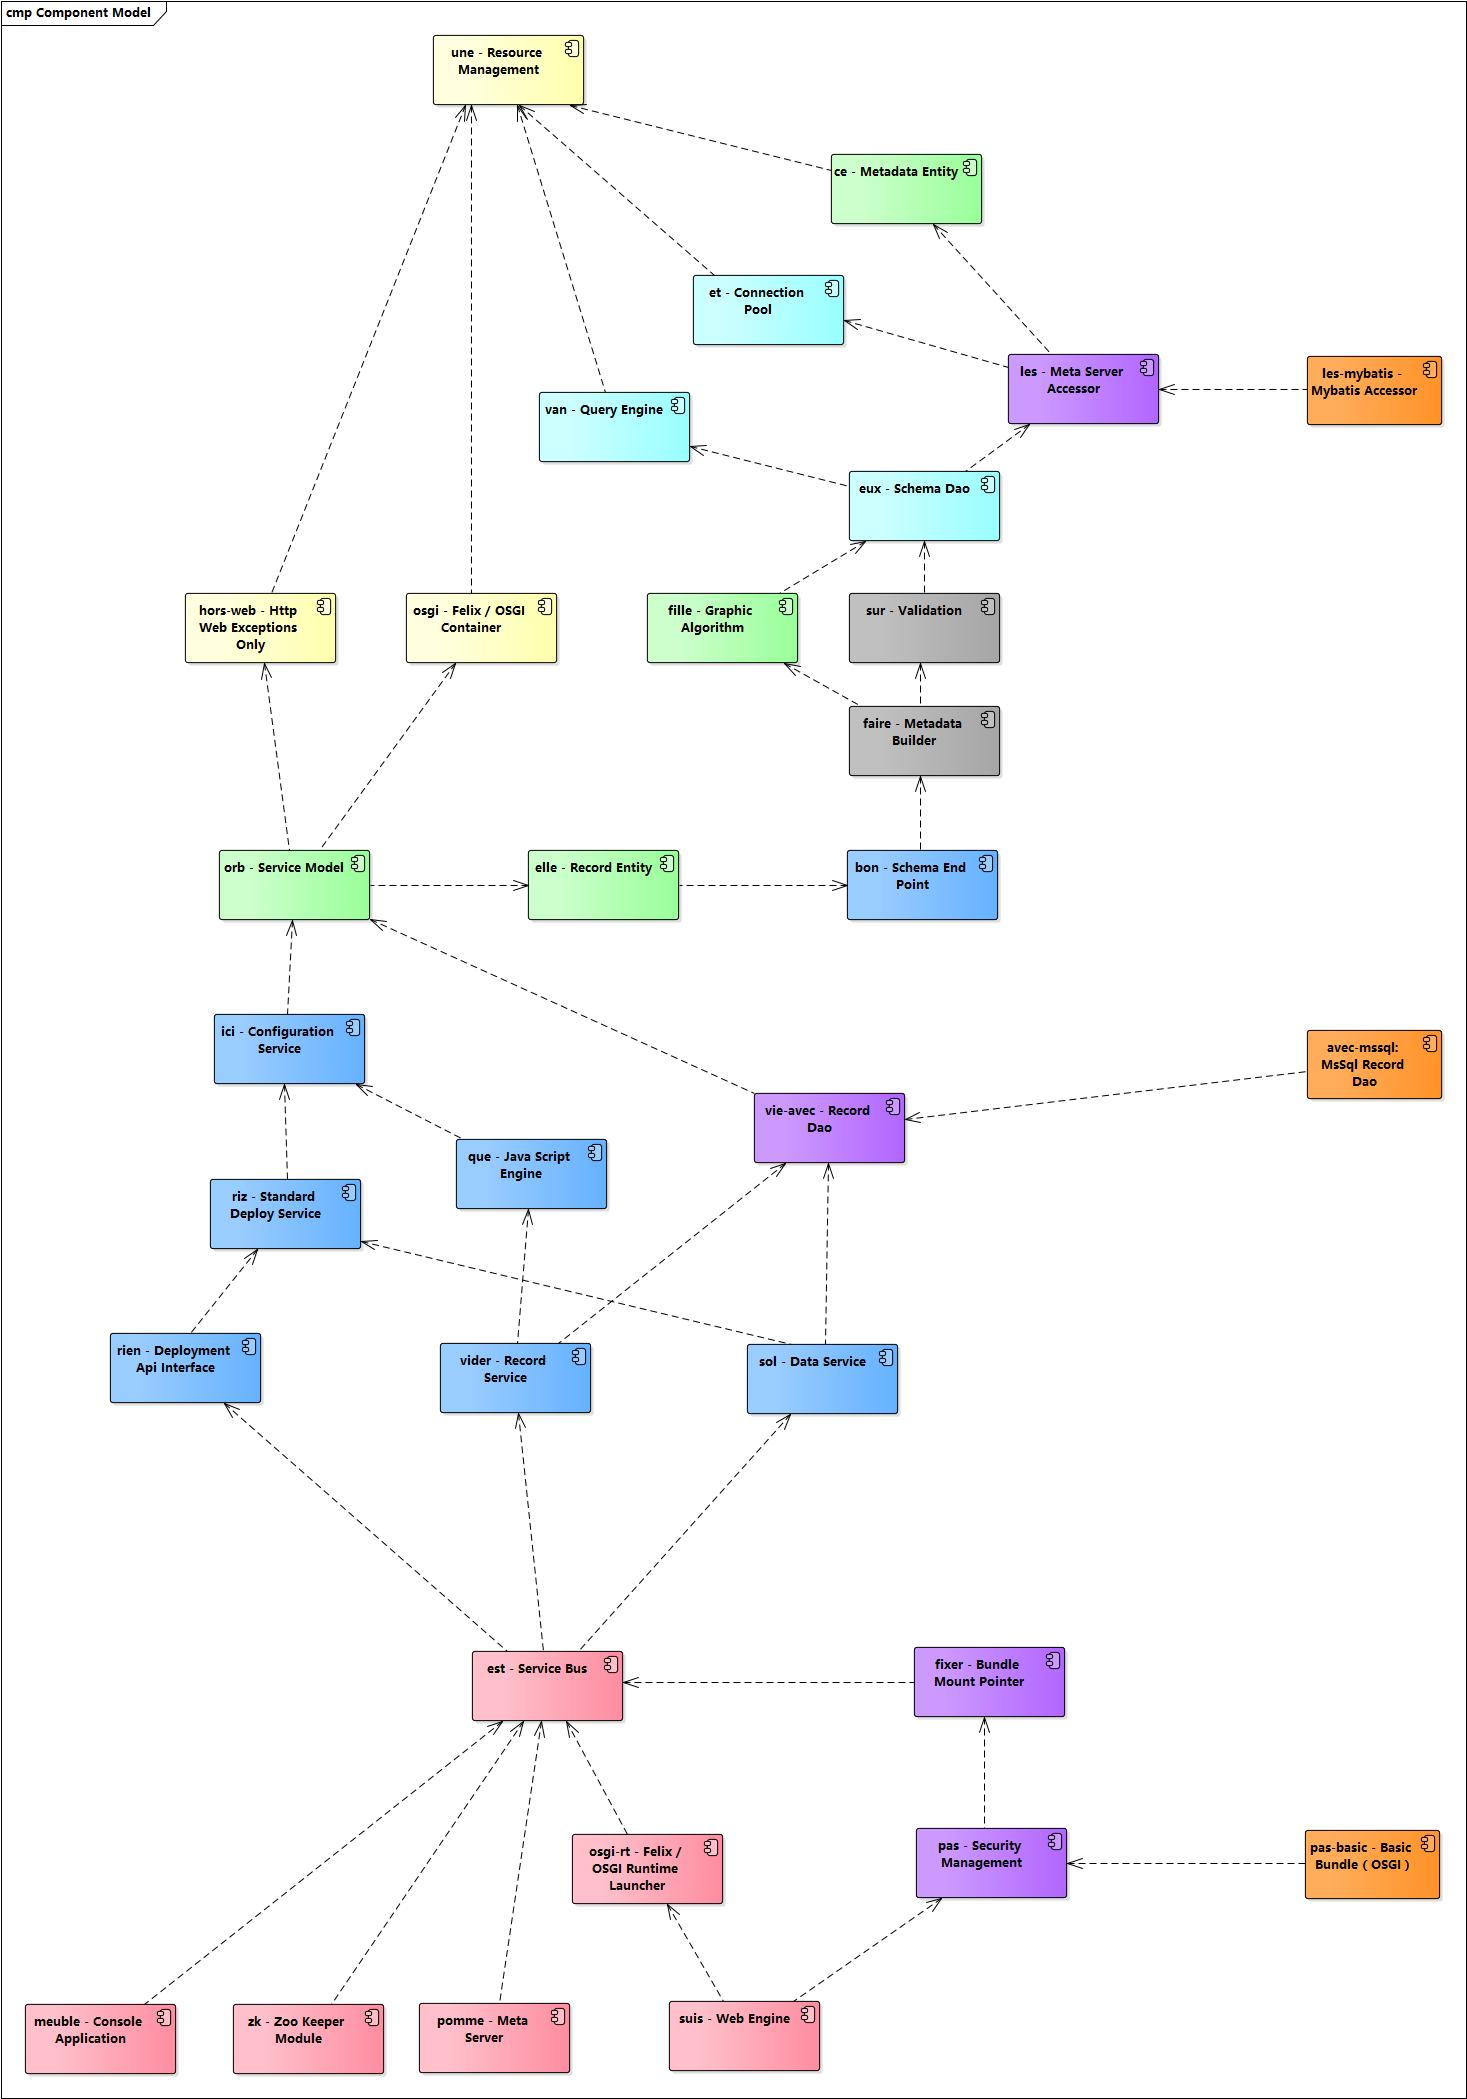 cmp Component Model
une - Resource
Management
ce - Metadata Entity
et - Connection
Pool
les - Meta Server
Accessor
les-mybatis -
Mybatis Accessor
van - Query Engine
eux - Schema Dao
hors-web - Http
Web Exceptions
Only
osgi - Felix / OSGI
Container
fille - Graphic
Algorithm
sur - Validation
faire - Metadata
Builder
orb - Service Model
elle - Record Entity
bon - Schema End
Point
ici - Configuration
Service
avec-mssql:
MsSql Record
Dao
vie-avec - Record
Dao
que - Java Script
Engine
riz - Standard
Deploy Service
rien - Deployment
Api Interface
vider - Record
Service
sol - Data Service
est - Service Bus
fixer - Bundle
Mount Pointer
osgi-rt - Felix /
OSGI Runtime
Launcher
pas - Security
Management
pas-basic - Basic
Bundle ( OSGI )
meuble - Console
Application
zk - Zoo Keeper
Module
pomme - Meta
Server
suis - Web Engine